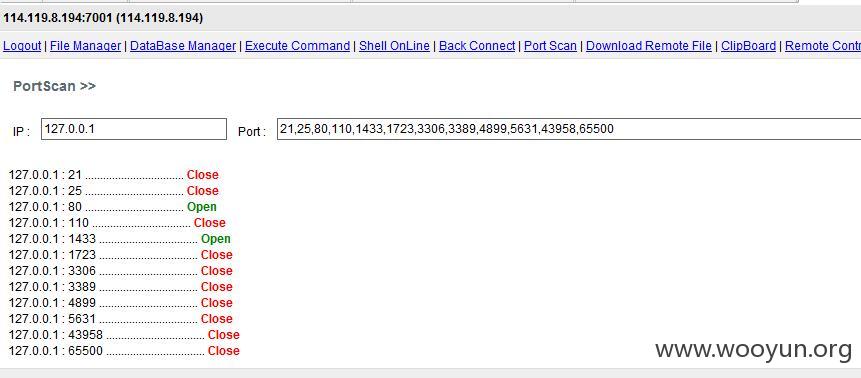 114.119.8.194:7001 (114.119.8.194)
Logout | File Manager | DataBase Manager | Execute Command | Shell OnLine | Back Connect | Port Scan | Download Remote File | ClipBoard | Remote Contr
PortScan >>
IP : 127.0.0.1 Port : 21,25,80,110,1433,1723,3306,3389,4899,5631,43958,65500
127.0.0.1 : 21 ................................. Close
127.0.0.1 : 25 ................................. Close
127.0.0.1 : 80 ................................. Open
127.0.0.1 : 110 ................................. Close
127.0.0.1 : 1433 ................................. Open
127.0.0.1 : 1723 ................................. Close
127.0.0.1 : 3306 ................................. Close
127.0.0.1 : 3389 ................................. Close
127.0.0.1 : 4899 ................................. Close
127.0.0.1 : 5631 ................................. Close
127.0.0.1 : 43958 ................................. Close
127.0.0.1 : 65500 ................................. Close
www.wooyun.org